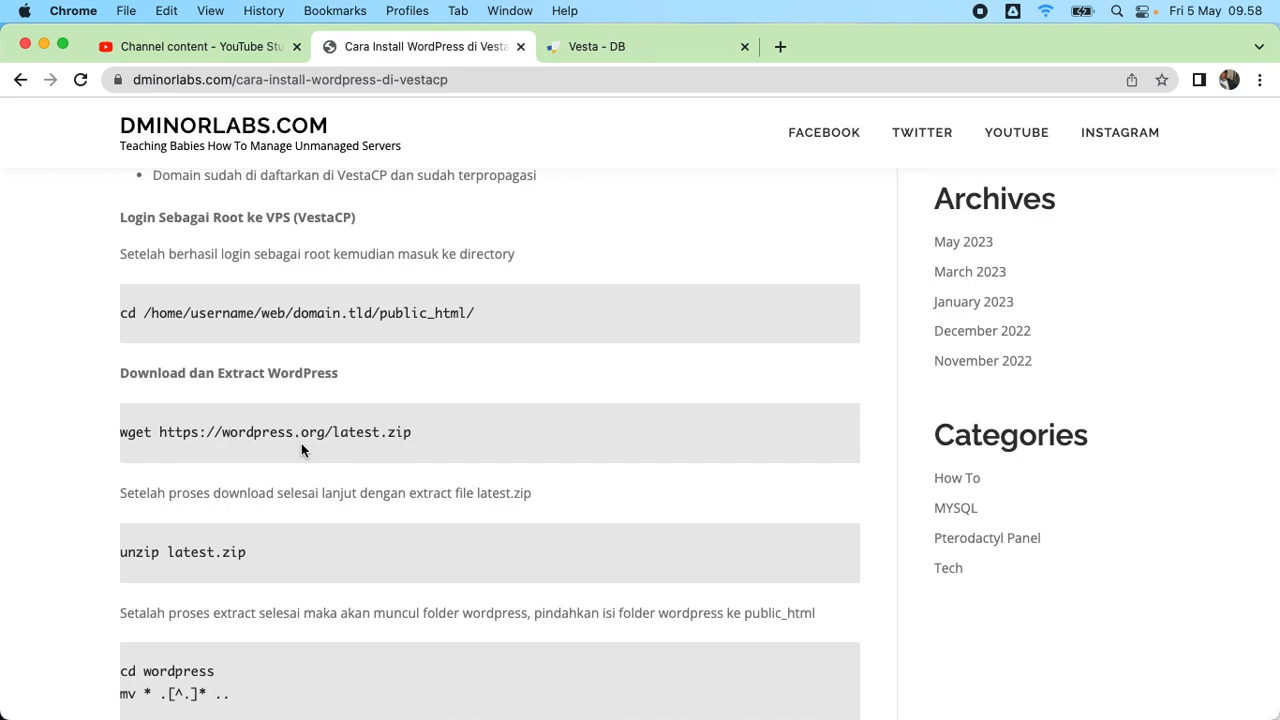 Chrome File Edit View History Bookmarks Profiles Tab Window Help Fri 5 May 09.58
Channel content - YouTube Stu Cara Install WordPress di Vesta Vesta - DB
dminorlabs.com/cara-install-wordpress-di-vestacp
DMINORLABS.COM
Teaching Babies How To Manage Unmanaged Servers
FACEBOOK TWITTER YOUTUBE INSTAGRAM
Domain sudah di daftarkan di VestaCP dan sudah terpropagasi
Login Sebagai Root ke VPS (VestaCP)
Setelah berhasil login sebagai root kemudian masuk ke directory
cd /home/username/web/domain.tld/public_html/
Download dan Extract WordPress
wget https://wordpress.org/latest.zip
Setelah proses download selesai lanjut dengan extract file latest.zip
unzip latest.zip
Setalah proses extract selesai maka akan muncul folder wordpress, pindahkan isi folder wordpress ke public_html
cd wordpress
mv * .[^.]* ..
Archives
May 2023
March 2023
January 2023
December 2022
November 2022
Categories
How To
MYSQL
Pterodactyl Panel
Tech